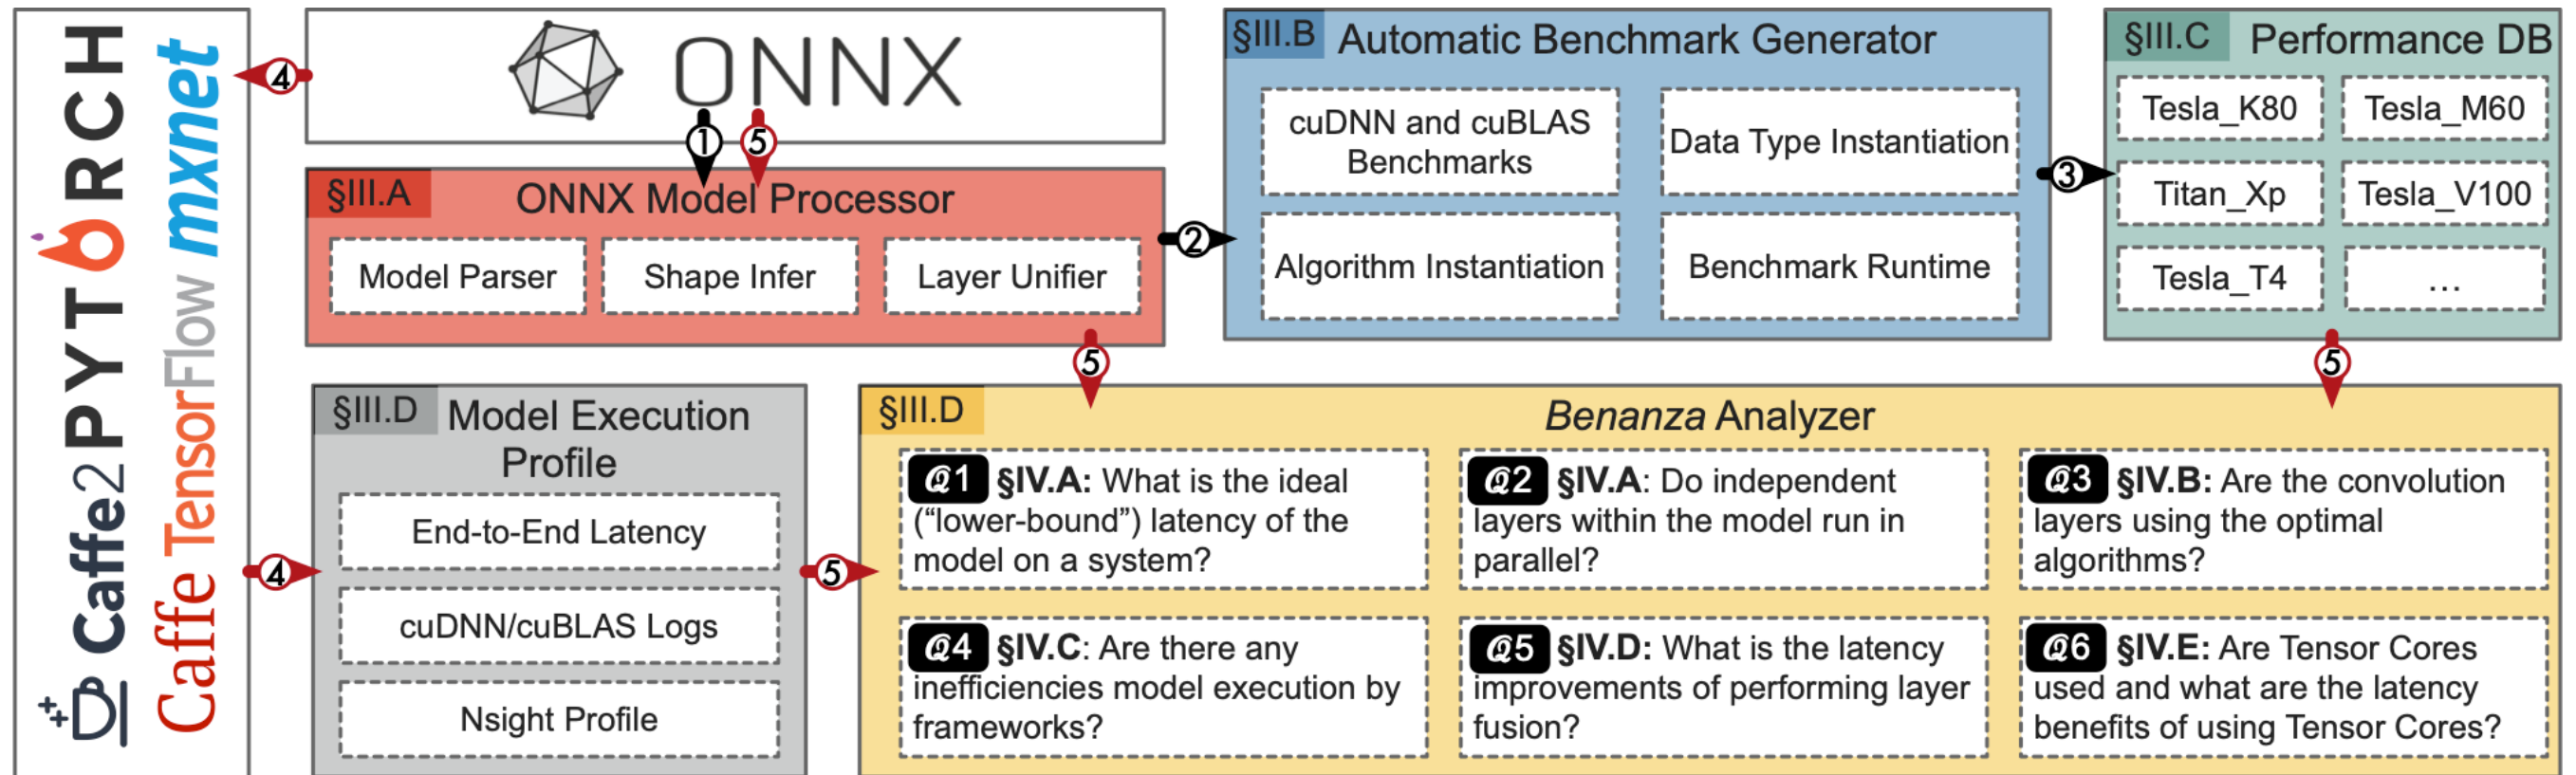 Caffe2
PYTORCH
Caffe
TensorFlow
mxnet
4
ONNX
1
5
§III.A
ONNX Model Processor
Model Parser
Shape Infer
Layer Unifier
2
§III.B
Automatic Benchmark Generator
cuDNN and cuBLAS
Benchmarks
Data Type Instantiation
Algorithm Instantiation
Benchmark Runtime
3
§III.C
Performance DB
Tesla_K80
Tesla_M60
Titan_Xp
Tesla_V100
Tesla_T4
...
5
5
4
§III.D
Model Execution
Profile
End-to-End Latency
cuDNN/cuBLAS Logs
Nsight Profile
5
§III.D
Benanza Analyzer
Q1 §IV.A: What is the ideal
(“lower-bound”) latency of the
model on a system?
Q2 §IV.A: Do independent
layers within the model run in
parallel?
Q3 §IV.B: Are the convolution
layers using the optimal
algorithms?
Q4 §IV.C: Are there any
inefficiencies model execution by
frameworks?
Q5 §IV.D: What is the latency
improvements of performing layer
fusion?
Q6 §IV.E: Are Tensor Cores
used and what are the latency
benefits of using Tensor Cores?